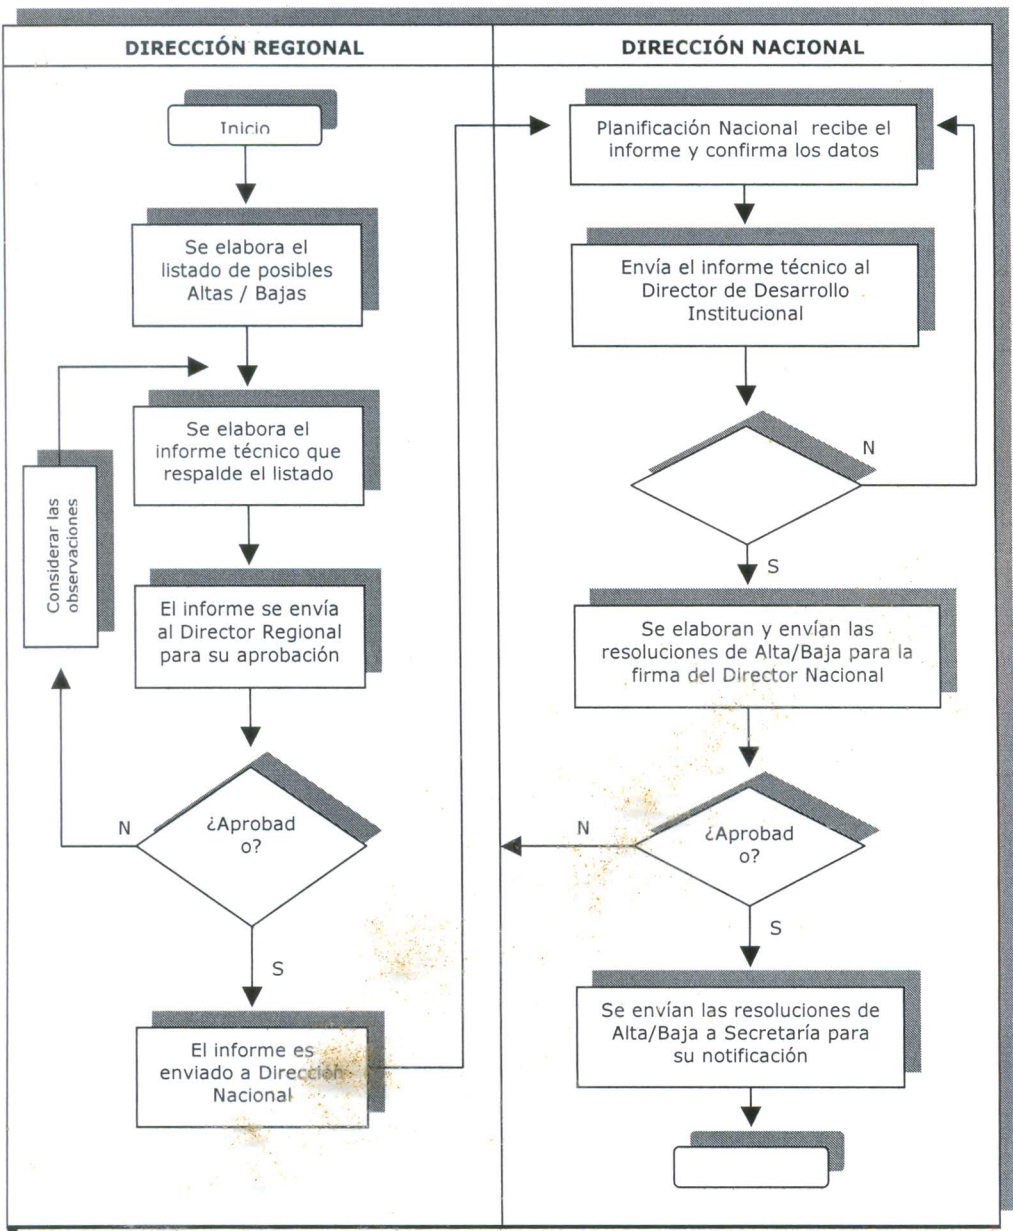 DIRECCIÓN REGIONAL
Inicio
Se elabora el
listado de posibles
Altas / Bajas
Se elabora el
informe técnico que
respalde el listado
Considerar las
observaciones
El informe se envía
al Director Regional
para su aprobación
¿Aprobad
o?
N
S
El informe es
enviado a Dirección
Nacional
DIRECCIÓN NACIONAL
Planificación Nacional recibe el
informe y confirma los datos
Envía el informe técnico al
Director de Desarrollo
Institucional
N
S
Se elaboran y envían las
resoluciones de Alta/Baja para la
firma del Director Nacional
¿Aprobad
o?
N
S
Se envían las resoluciones de
Alta/Baja a Secretaría para
su notificación